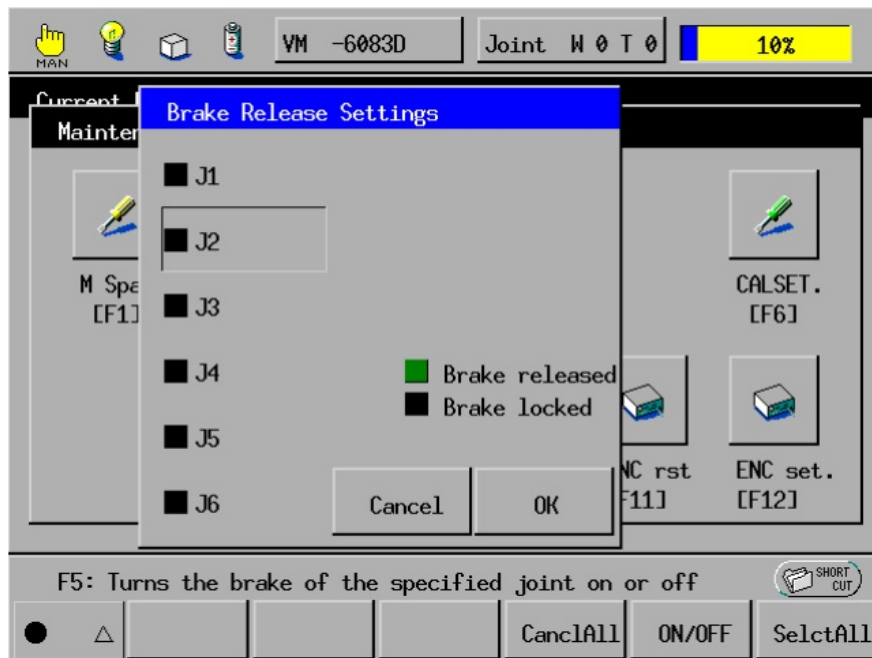 MAN
VM -6083D
Joint W 0 T 0
10%
Current
Brake Release Settings
J1
J2
M Spa
[F1]
CALSET.
[F6]
J3
J4
Brake released
Brake locked
J5
NC rst
F11]
ENC set.
[F12]
J6
Cancel
OK
F5: Turns the brake of the specified joint on or off
SHORT
CUT
CanclAll
ON/OFF
SelctAll